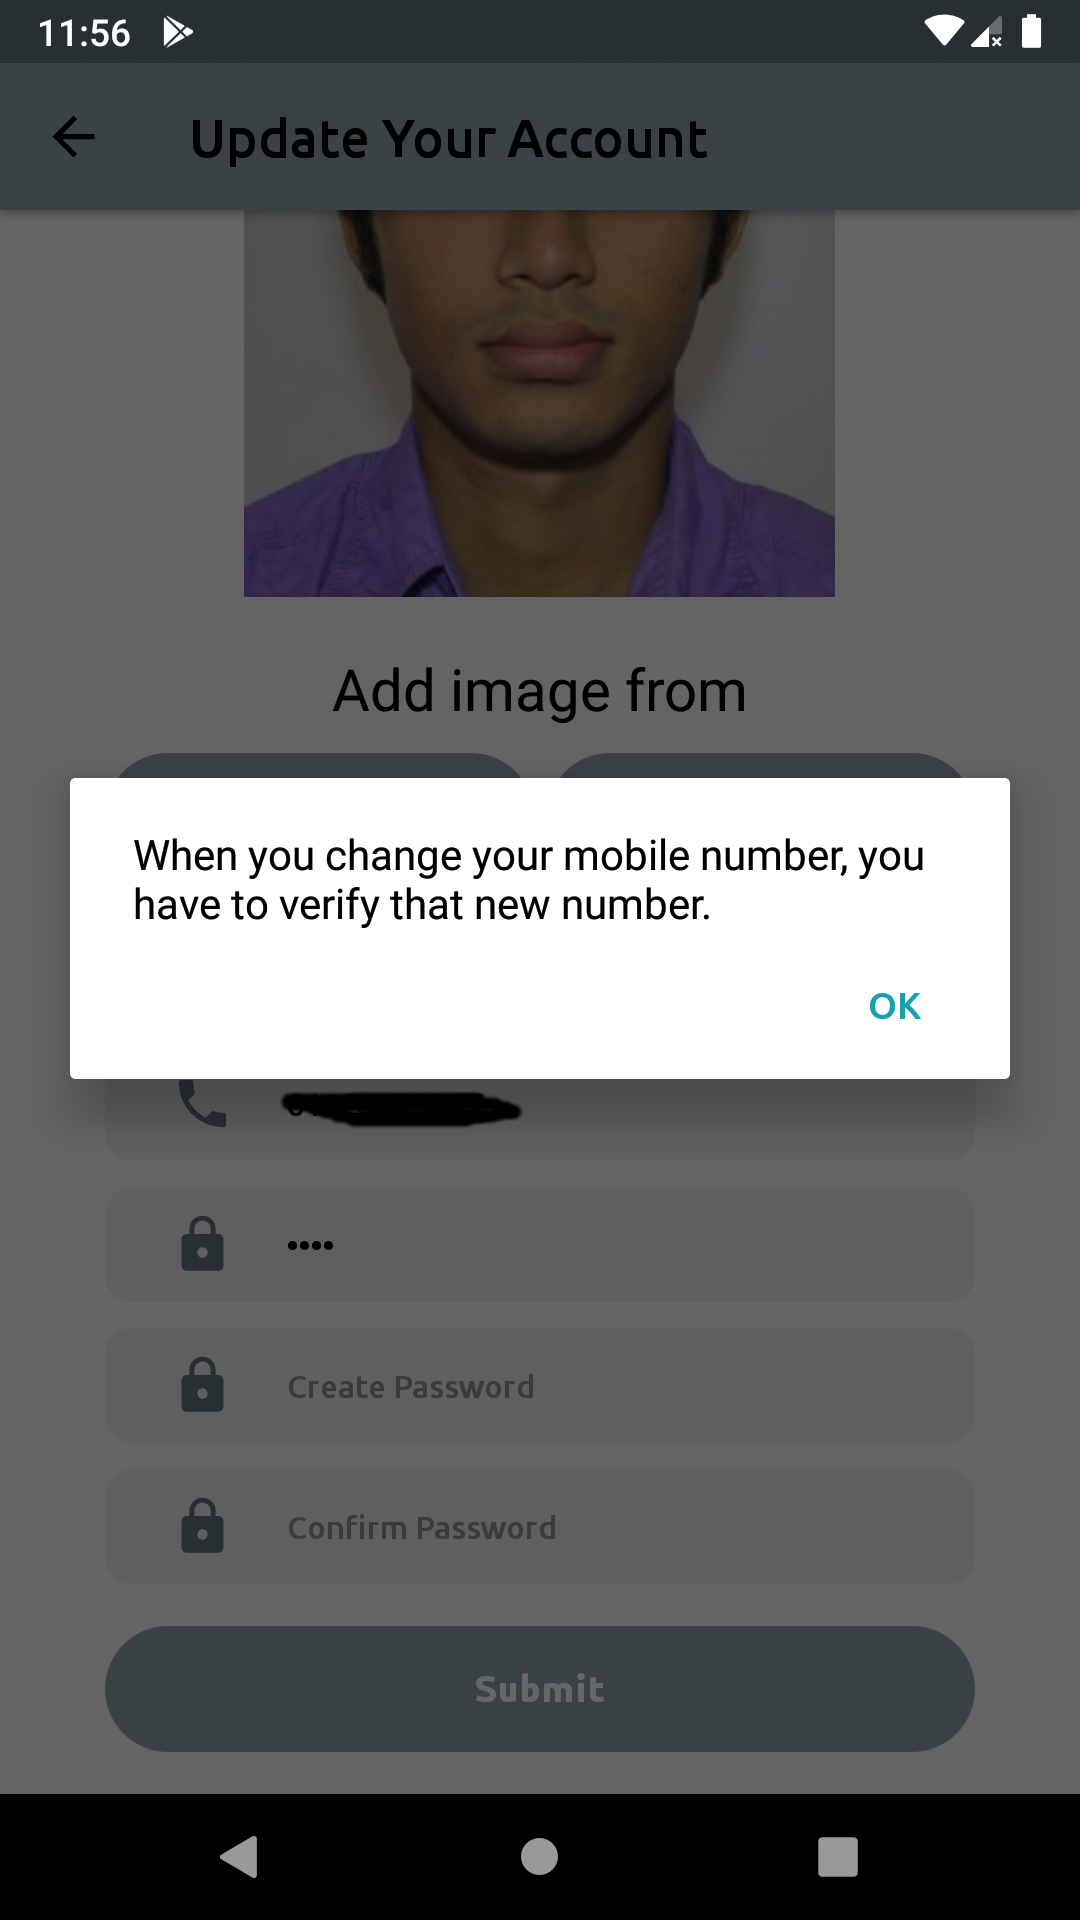 11:56
Update Your Account
Add image from
When you change your mobile number, you
have to verify that new number.
OK
••••
Create Password
Confirm Password
Submit